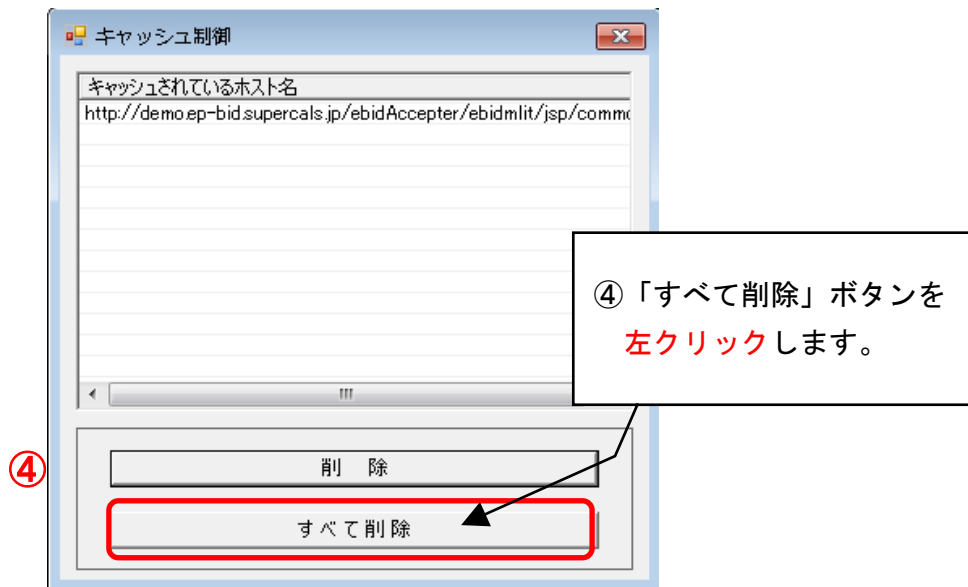 キャッシュ制御
キャッシュされているホスト名
http://demo.ep-bid.supercals.jp/ebidAccepter/ebidmlit/jsp/commo
④「すべて削除」ボタンを
左クリックします。
④
削　除
すべて削除